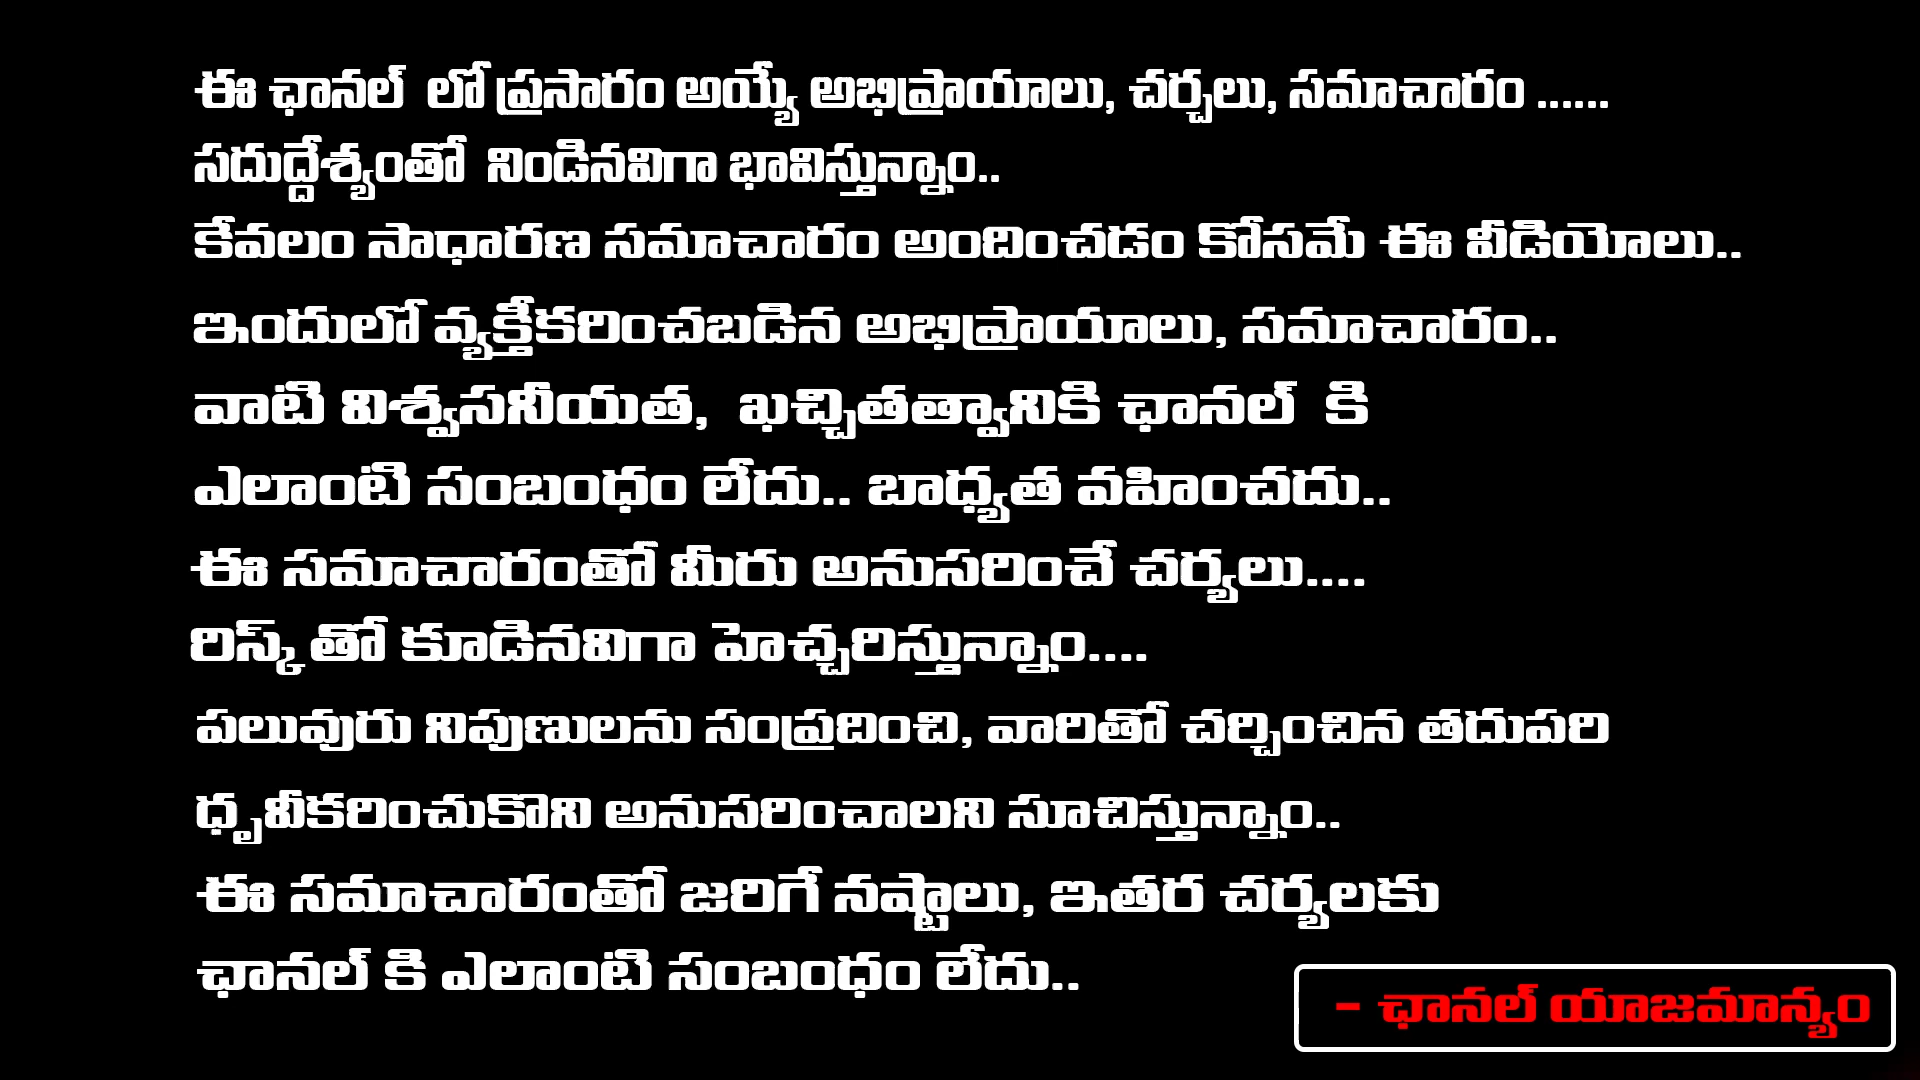 ఈ ఛానల్ లో ప్రసారం అయ్యే అభిప్రాయాలు, చర్చలు, సమాచారం ......
సదుద్దేశ్యంతో నిండినవిగా భావిస్తున్నాం..
కేవలం సాధారణ సమాచారం అందించడం కోసమే ఈ వీడియోలు..
ఇందులో వ్యక్తీకరించబడిన అభిప్రాయాలు, సమాచారం..
వాటి విశ్వసనీయత, ఖచ్చితత్వానికి ఛానల్ కి
ఎలాంటి సంబంధం లేదు.. బాధ్యత వహించదు..
ఈ సమాచారంతో మీరు అనుసరించే చర్యలు....
రిస్క్ తో కూడినవిగా హెచ్చరిస్తున్నాం....
పలువురు నిపుణులను సంప్రదించి, వారితో చర్చించిన తదుపరి
ధృవీకరించుకొని అనుసరించాలని సూచిస్తున్నాం..
ఈ సమాచారంతో జరిగే నష్టాలు, ఇతర చర్యలకు
ఛానల్ కి ఎలాంటి సంబంధం లేదు..
- ఛానల్ యాజమాన్యం